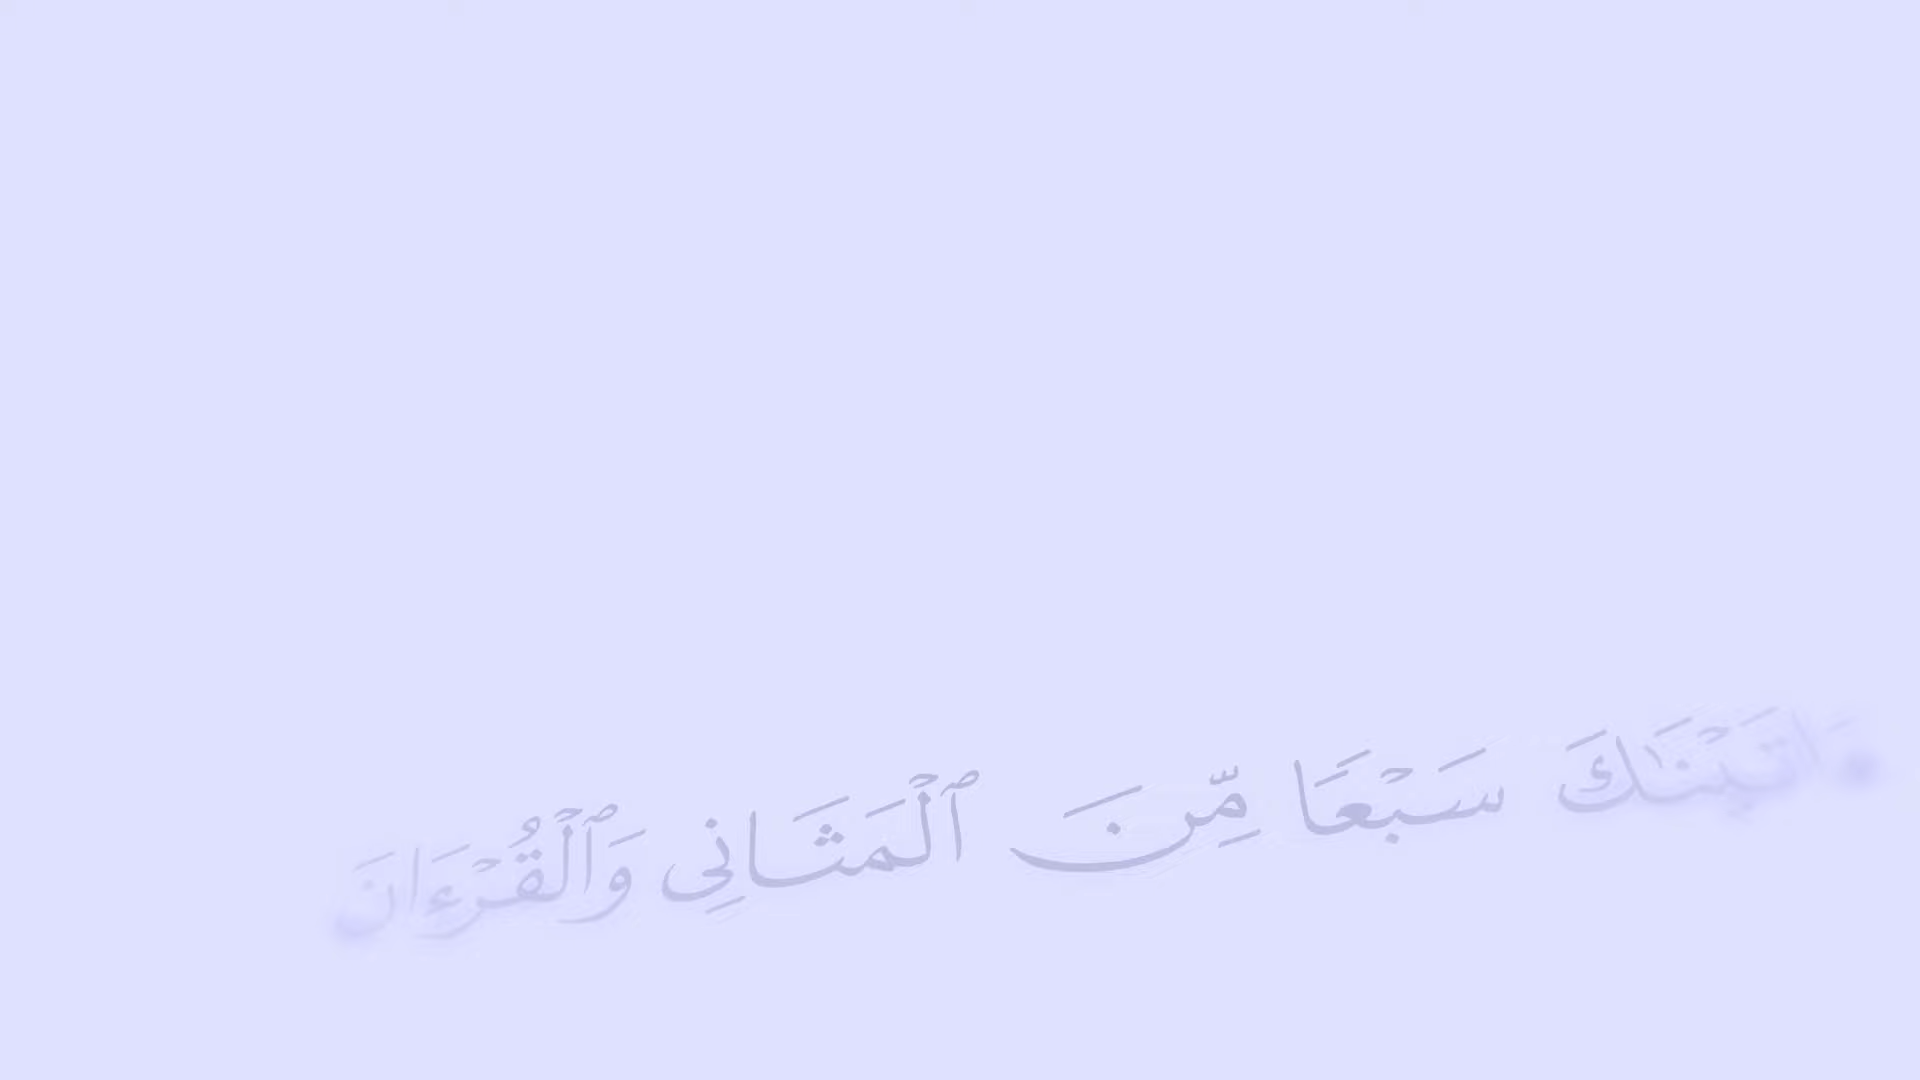 ءَاتَيْنَٰكَ سَبْعًا مِّنَ ٱلْمَثَانِي وَٱلْقُرْءَانَ